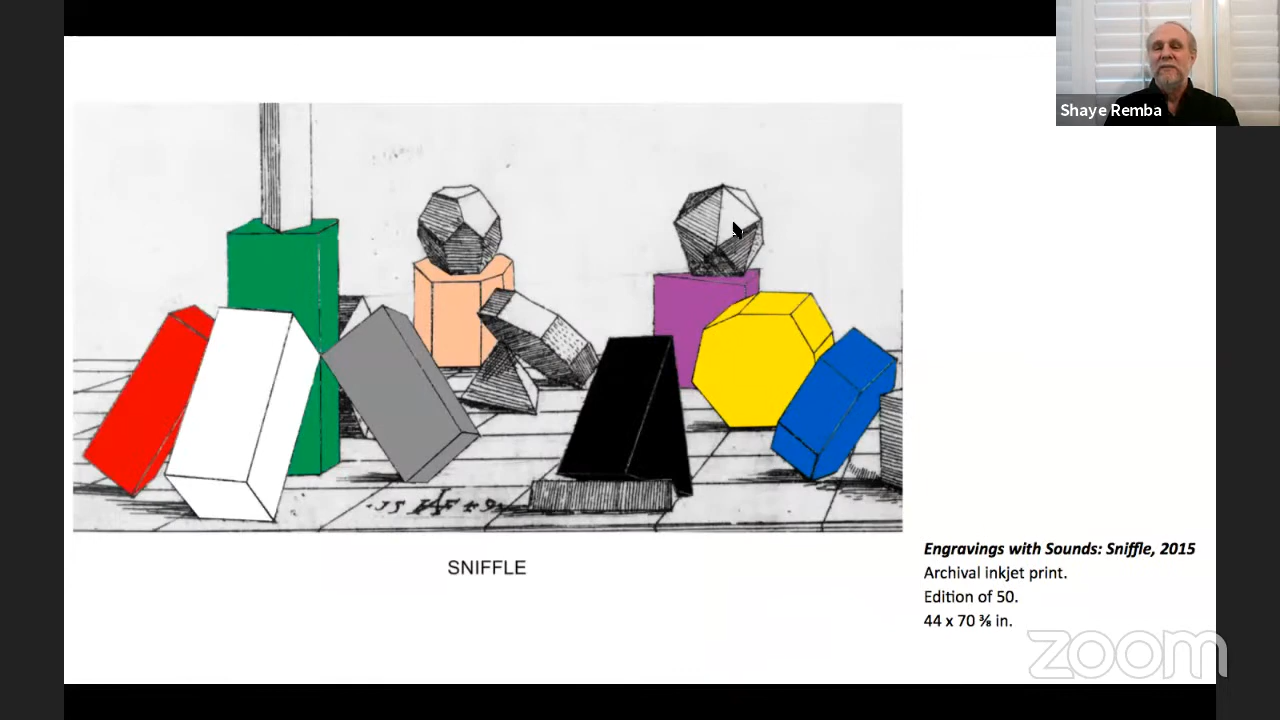 Shaye Remba
SNIFFLE
Engravings with Sounds: Sniffle, 2015
Archival inkjet print.
Edition of 50.
44 x 70 ⅜ in.
zoom